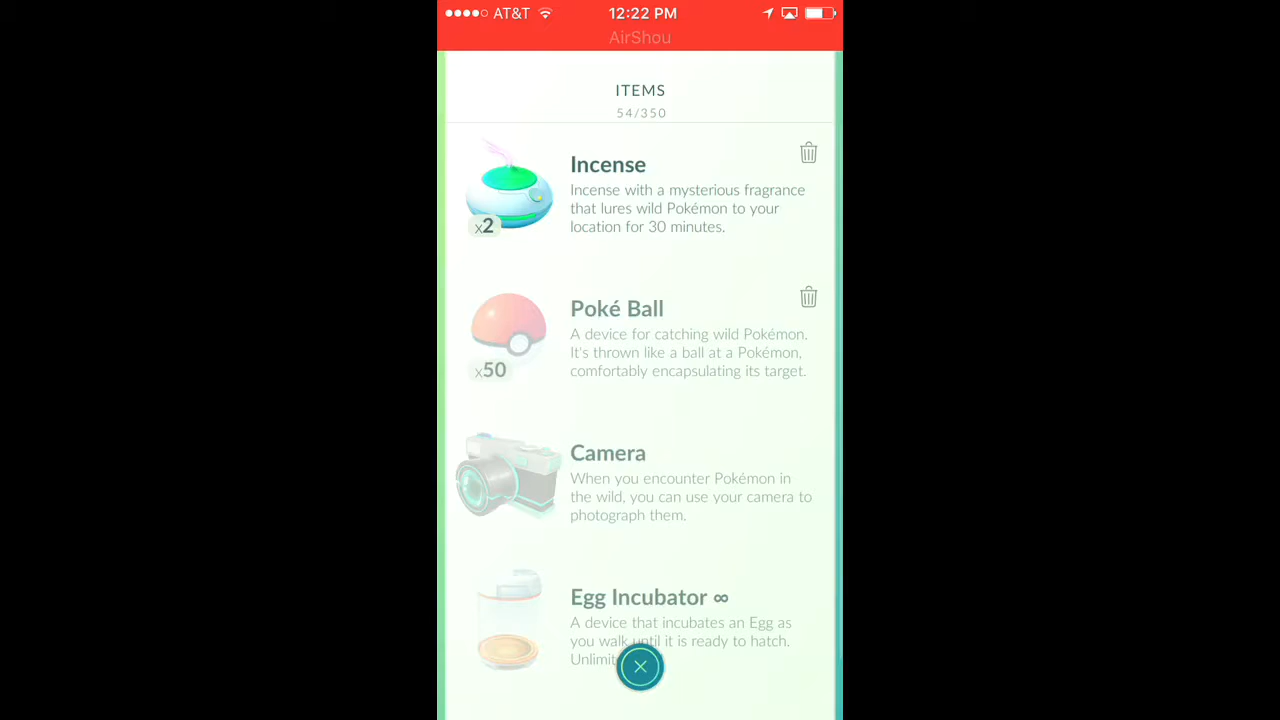 AT&T 12:22 PM
AirShou
ITEMS
54/350
Incense
Incense with a mysterious fragrance
that lures wild Pokémon to your
location for 30 minutes.
x2
Poké Ball
A device for catching wild Pokémon.
It's thrown like a ball at a Pokémon,
comfortably encapsulating its target.
x50
Camera
When you encounter Pokémon in
the wild, you can use your camera to
photograph them.
Egg Incubator ∞
A device that incubates an Egg as
you walk until it is ready to hatch.